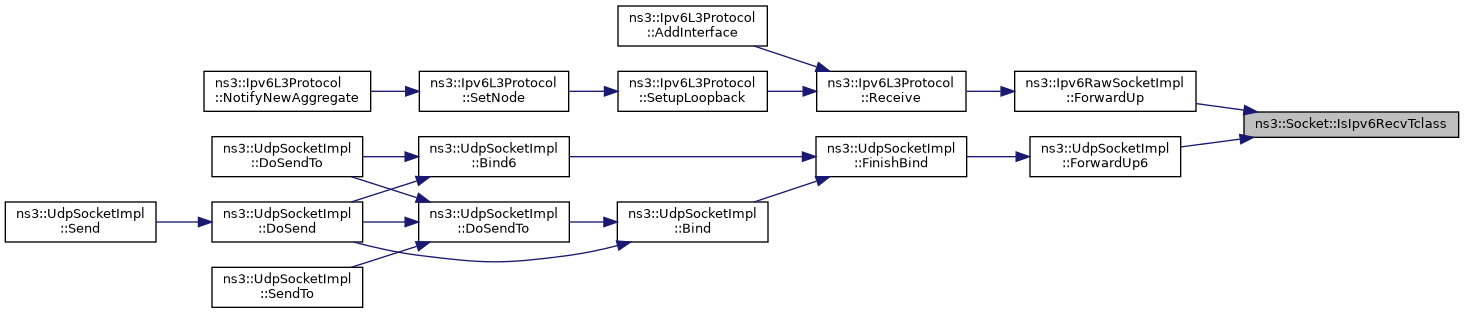 ns3::Ipv6L3Protocol
::AddInterface
ns3::Ipv6L3Protocol
::NotifyNewAggregate
ns3::Ipv6L3Protocol
::SetNode
ns3::Ipv6L3Protocol
::SetupLoopback
ns3::Ipv6L3Protocol
::Receive
ns3::Ipv6RawSocketImpl
::ForwardUp
ns3::Socket::IsIpv6RecvTclass
ns3::UdpSocketImpl
::DoSendTo
ns3::UdpSocketImpl
::Bind6
ns3::UdpSocketImpl
::FinishBind
ns3::UdpSocketImpl
::ForwardUp6
ns3::UdpSocketImpl
::Send
ns3::UdpSocketImpl
::DoSend
ns3::UdpSocketImpl
::DoSendTo
ns3::UdpSocketImpl
::Bind
ns3::UdpSocketImpl
::SendTo